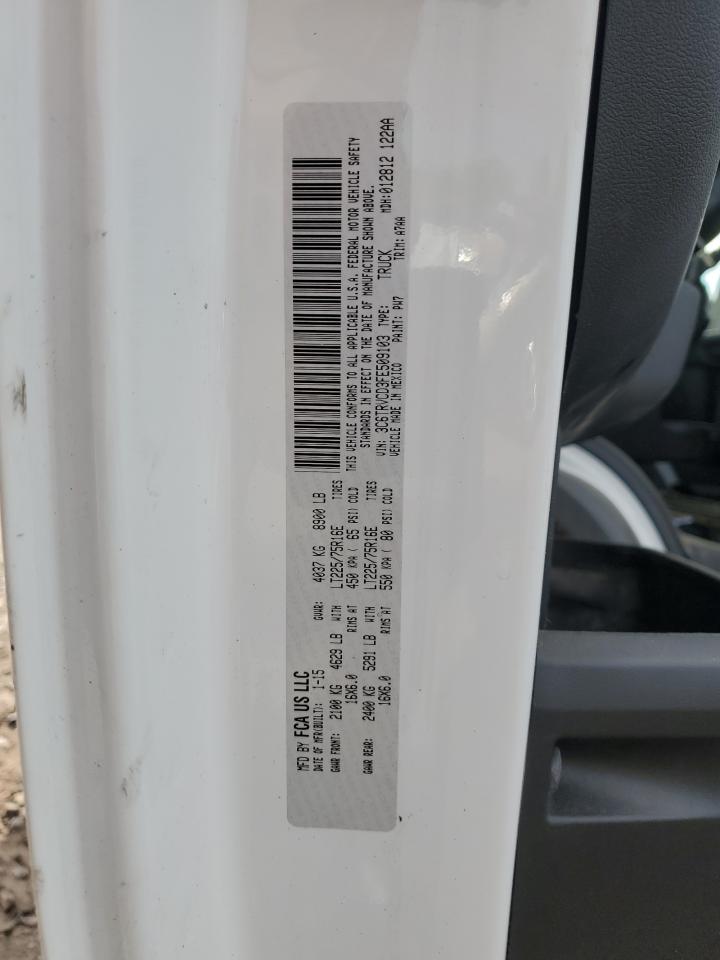 MFD BY FCA US LLC
DATE OF MFR(BUILT): 1-15 GVWR: 4037 KG 8900 LB
GAWR FRONT: 2100 KG 4629 LB WITH LT225/75R16E TIRES
16X6.0 RIMS AT 450 KPA ( 65 PSI) COLD
GAWR REAR: 2400 KG 5291 LB WITH LT225/75R16E TIRES
16X6.0 RIMS AT 550 KPA ( 80 PSI) COLD
THIS VEHICLE CONFORMS TO ALL APPLICABLE U.S.A. FEDERAL MOTOR VEHICLE SAFETY
STANDARDS IN EFFECT ON THE DATE OF MANUFACTURE SHOWN ABOVE.
VIN: 3C6TRVCD3FE509103 TYPE: TRUCK MDH:012812 122AA
VEHICLE MADE IN MEXICO PAINT: PW7 TRIM: A7AA